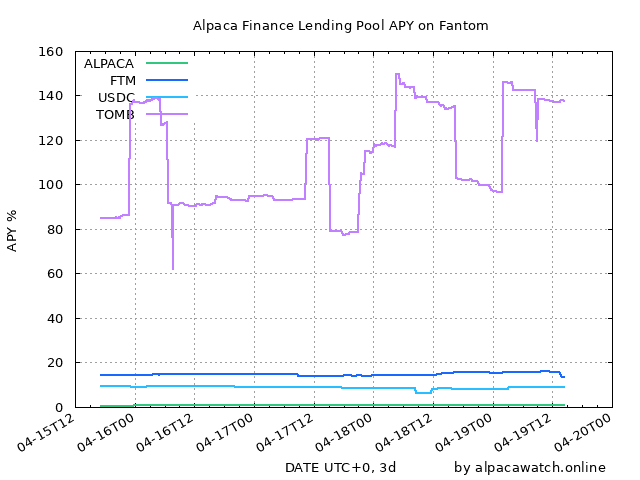 Alpaca Finance Lending Pool APY on Fantom
160
140
120
100
80
60
40
20
0
APY %
ALPACA
FTM
USDC
TOMB
04-15T12
04-16T00
04-16T12
04-17T00
04-17T12
04-18T00
04-18T12
04-19T00
04-19T12
04-20T00
DATE UTC+0, 3d
by alpacawatch.online